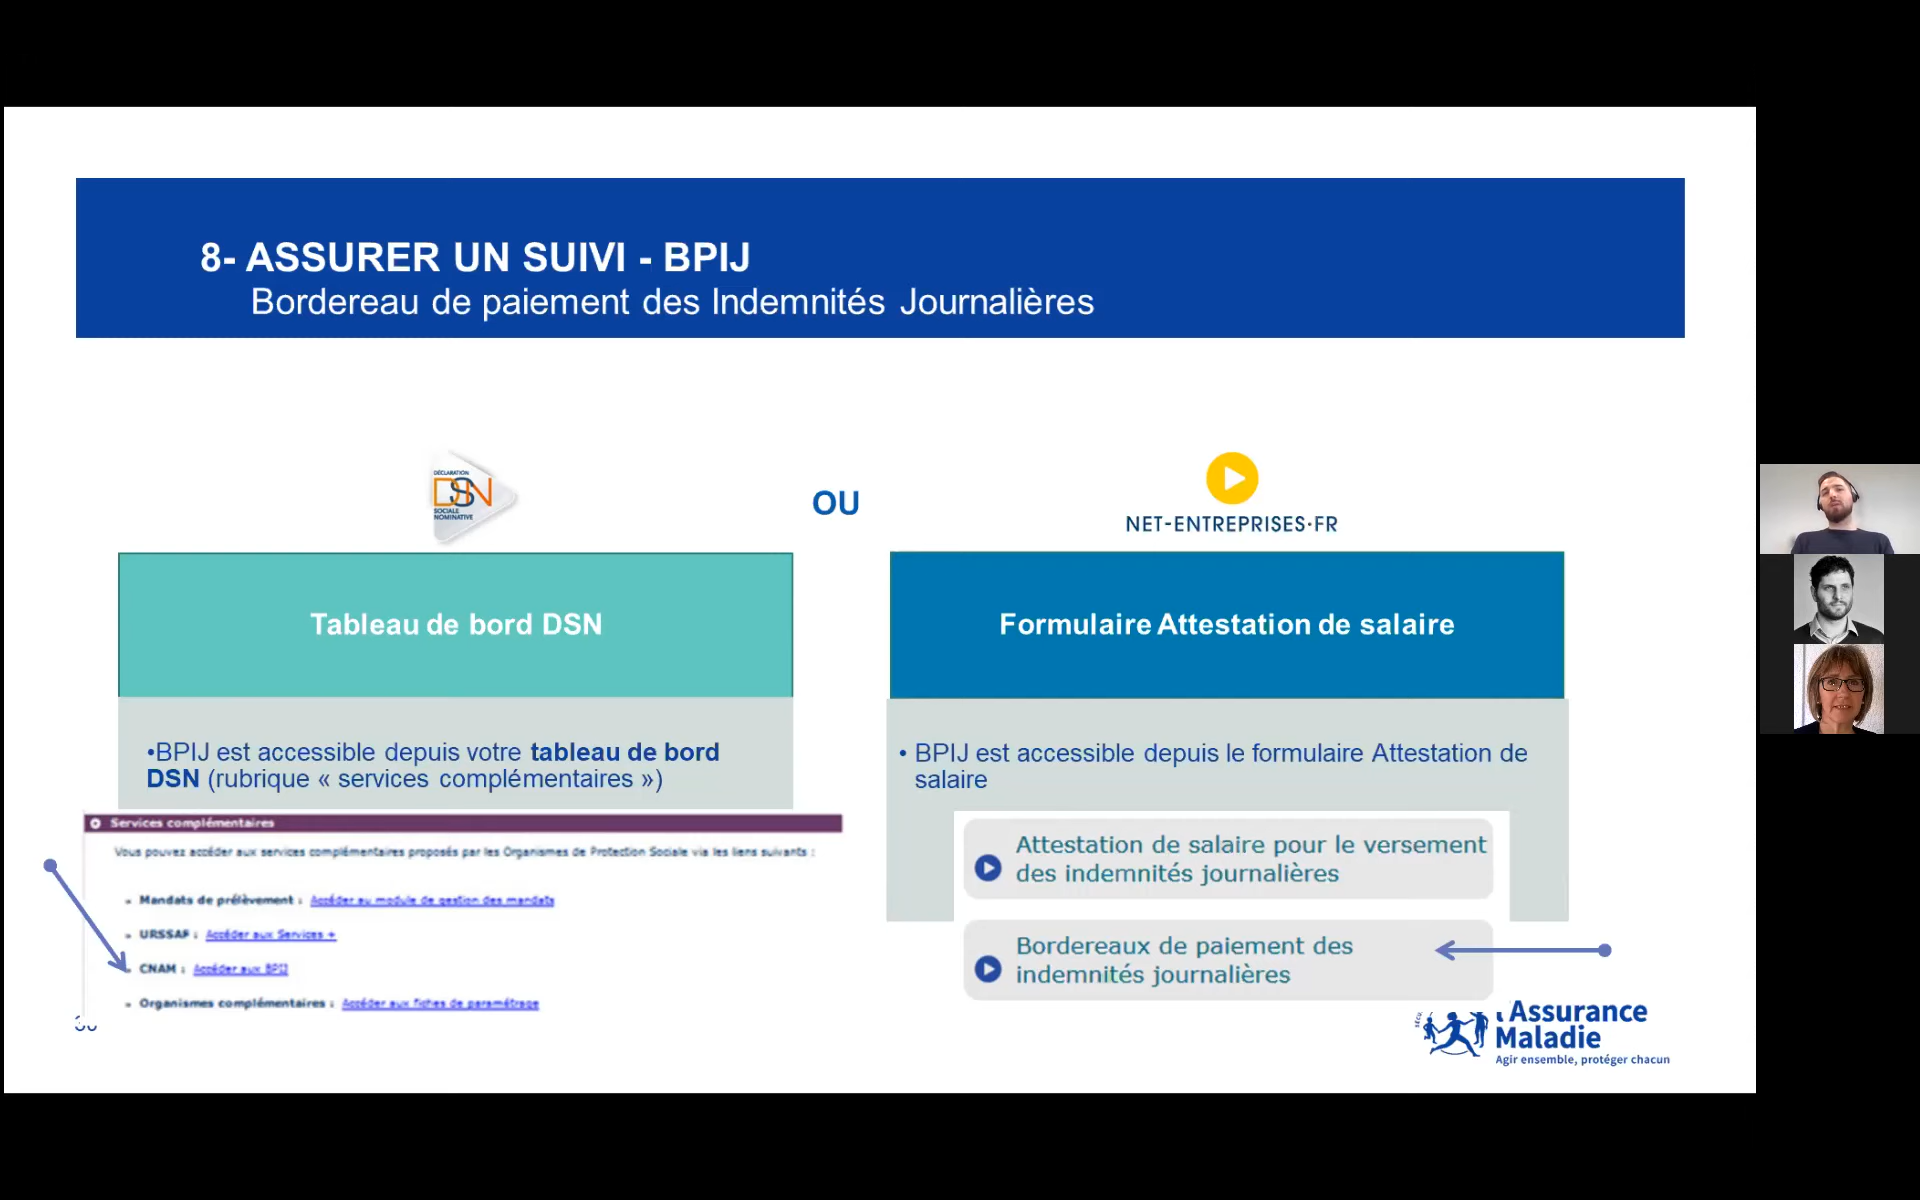 8- ASSURER UN SUIVI - BPIJ
Bordereau de paiement des Indemnités Journalières
DÉCLARATION
DSN
SOCIALE
NOMINATIVE
OU
NET-ENTREPRISES·FR
Tableau de bord DSN
•BPIJ est accessible depuis votre tableau de bord
DSN (rubrique « services complémentaires »)
Services complémentaires
Vous pouvez accéder aux services complémentaires proposés par les Organismes de Protection Sociale via les liens suivants :
Mandats de prélèvement : Accéder au module de gestion des mandats
URSSAF : Accéder aux Services +
CNAM : Accéder aux BPIJ
Organismes complémentaires : Accéder aux fiches de paramétrage
Formulaire Attestation de salaire
• BPIJ est accessible depuis le formulaire Attestation de
salaire
Attestation de salaire pour le versement
des indemnités journalières
Bordereaux de paiement des
indemnités journalières
l'Assurance
Maladie
Agir ensemble, protéger chacun